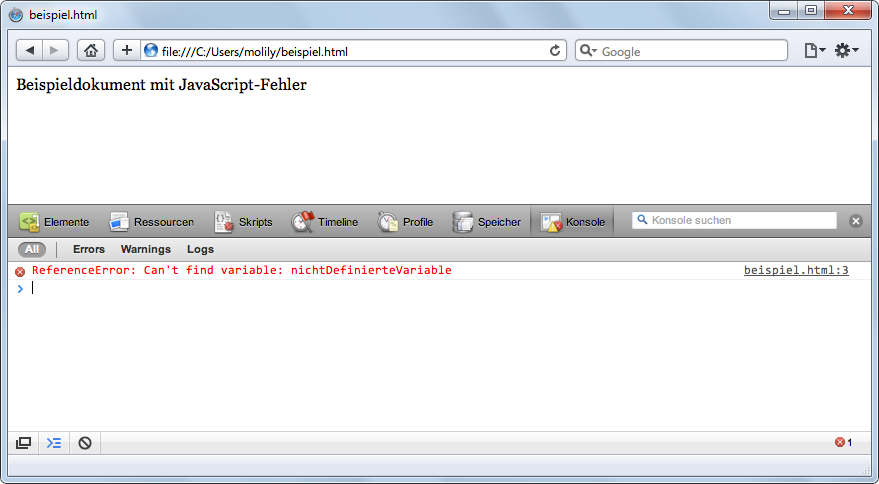 beispiel.html
file:///C:/Users/molily/beispiel.html
Google
Beispieldokument mit JavaScript-Fehler
Elemente Ressourcen Skripts Timeline Profile Speicher Konsole Konsole suchen
All Errors Warnings Logs
ReferenceError: Can't find variable: nichtDefinierteVariable beispiel.html:3
1